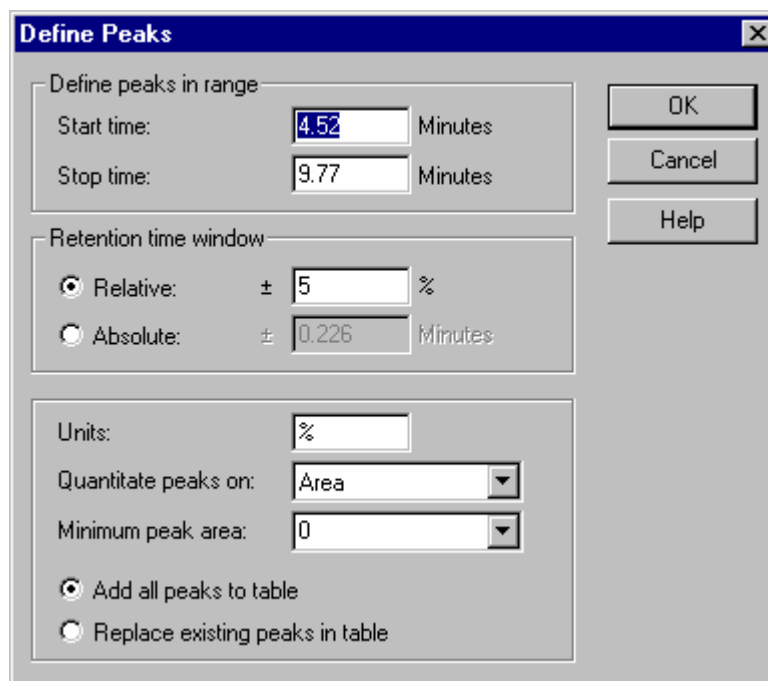 Define Peaks
Define peaks in range
Start time: 4.52 Minutes
Stop time: 9.77 Minutes
OK
Cancel
Help
Retention time window
Relative: ± 5 %
Absolute: ± 0.226 Minutes
Units: %
Quantitate peaks on: Area
Minimum peak area: 0
Add all peaks to table
Replace existing peaks in table